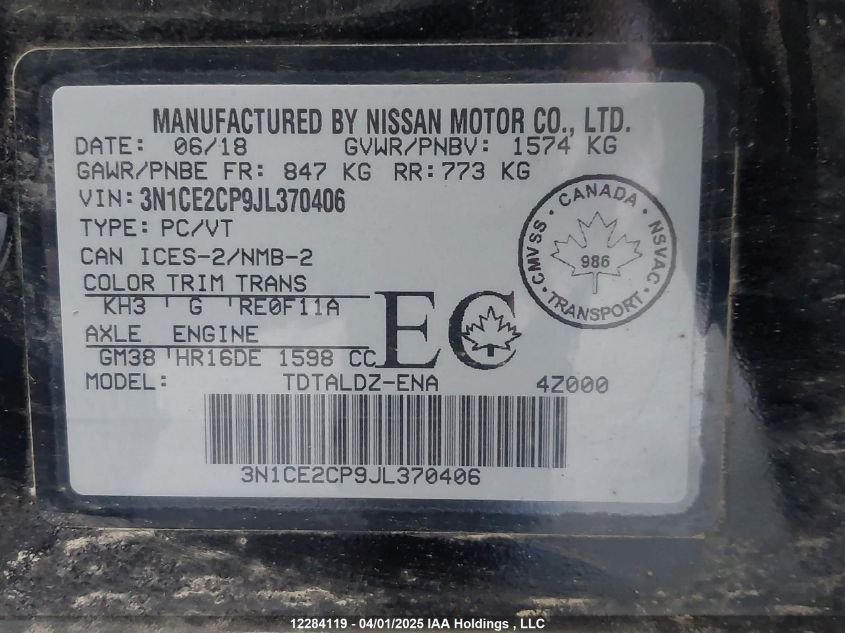 MANUFACTURED BY NISSAN MOTOR CO., LTD.
DATE: 06/18 GVWR/PNBV: 1574 KG
GAWR/PNBE FR: 847 KG RR: 773 KG
VIN: 3N1CE2CP9JL370406
TYPE: PC/VT
CAN ICES-2/NMB-2
COLOR TRIM TRANS
KH3 G RE0F11A
AXLE ENGINE
GM38 HR16DE 1598 CC
EC
CANADA
CMVSS · NSVAC
986
TRANSPORT
MODEL: TDTALDZ-ENA 4Z000
3N1CE2CP9JL370406
12284119 - 04/01/2025 IAA Holdings , LLC